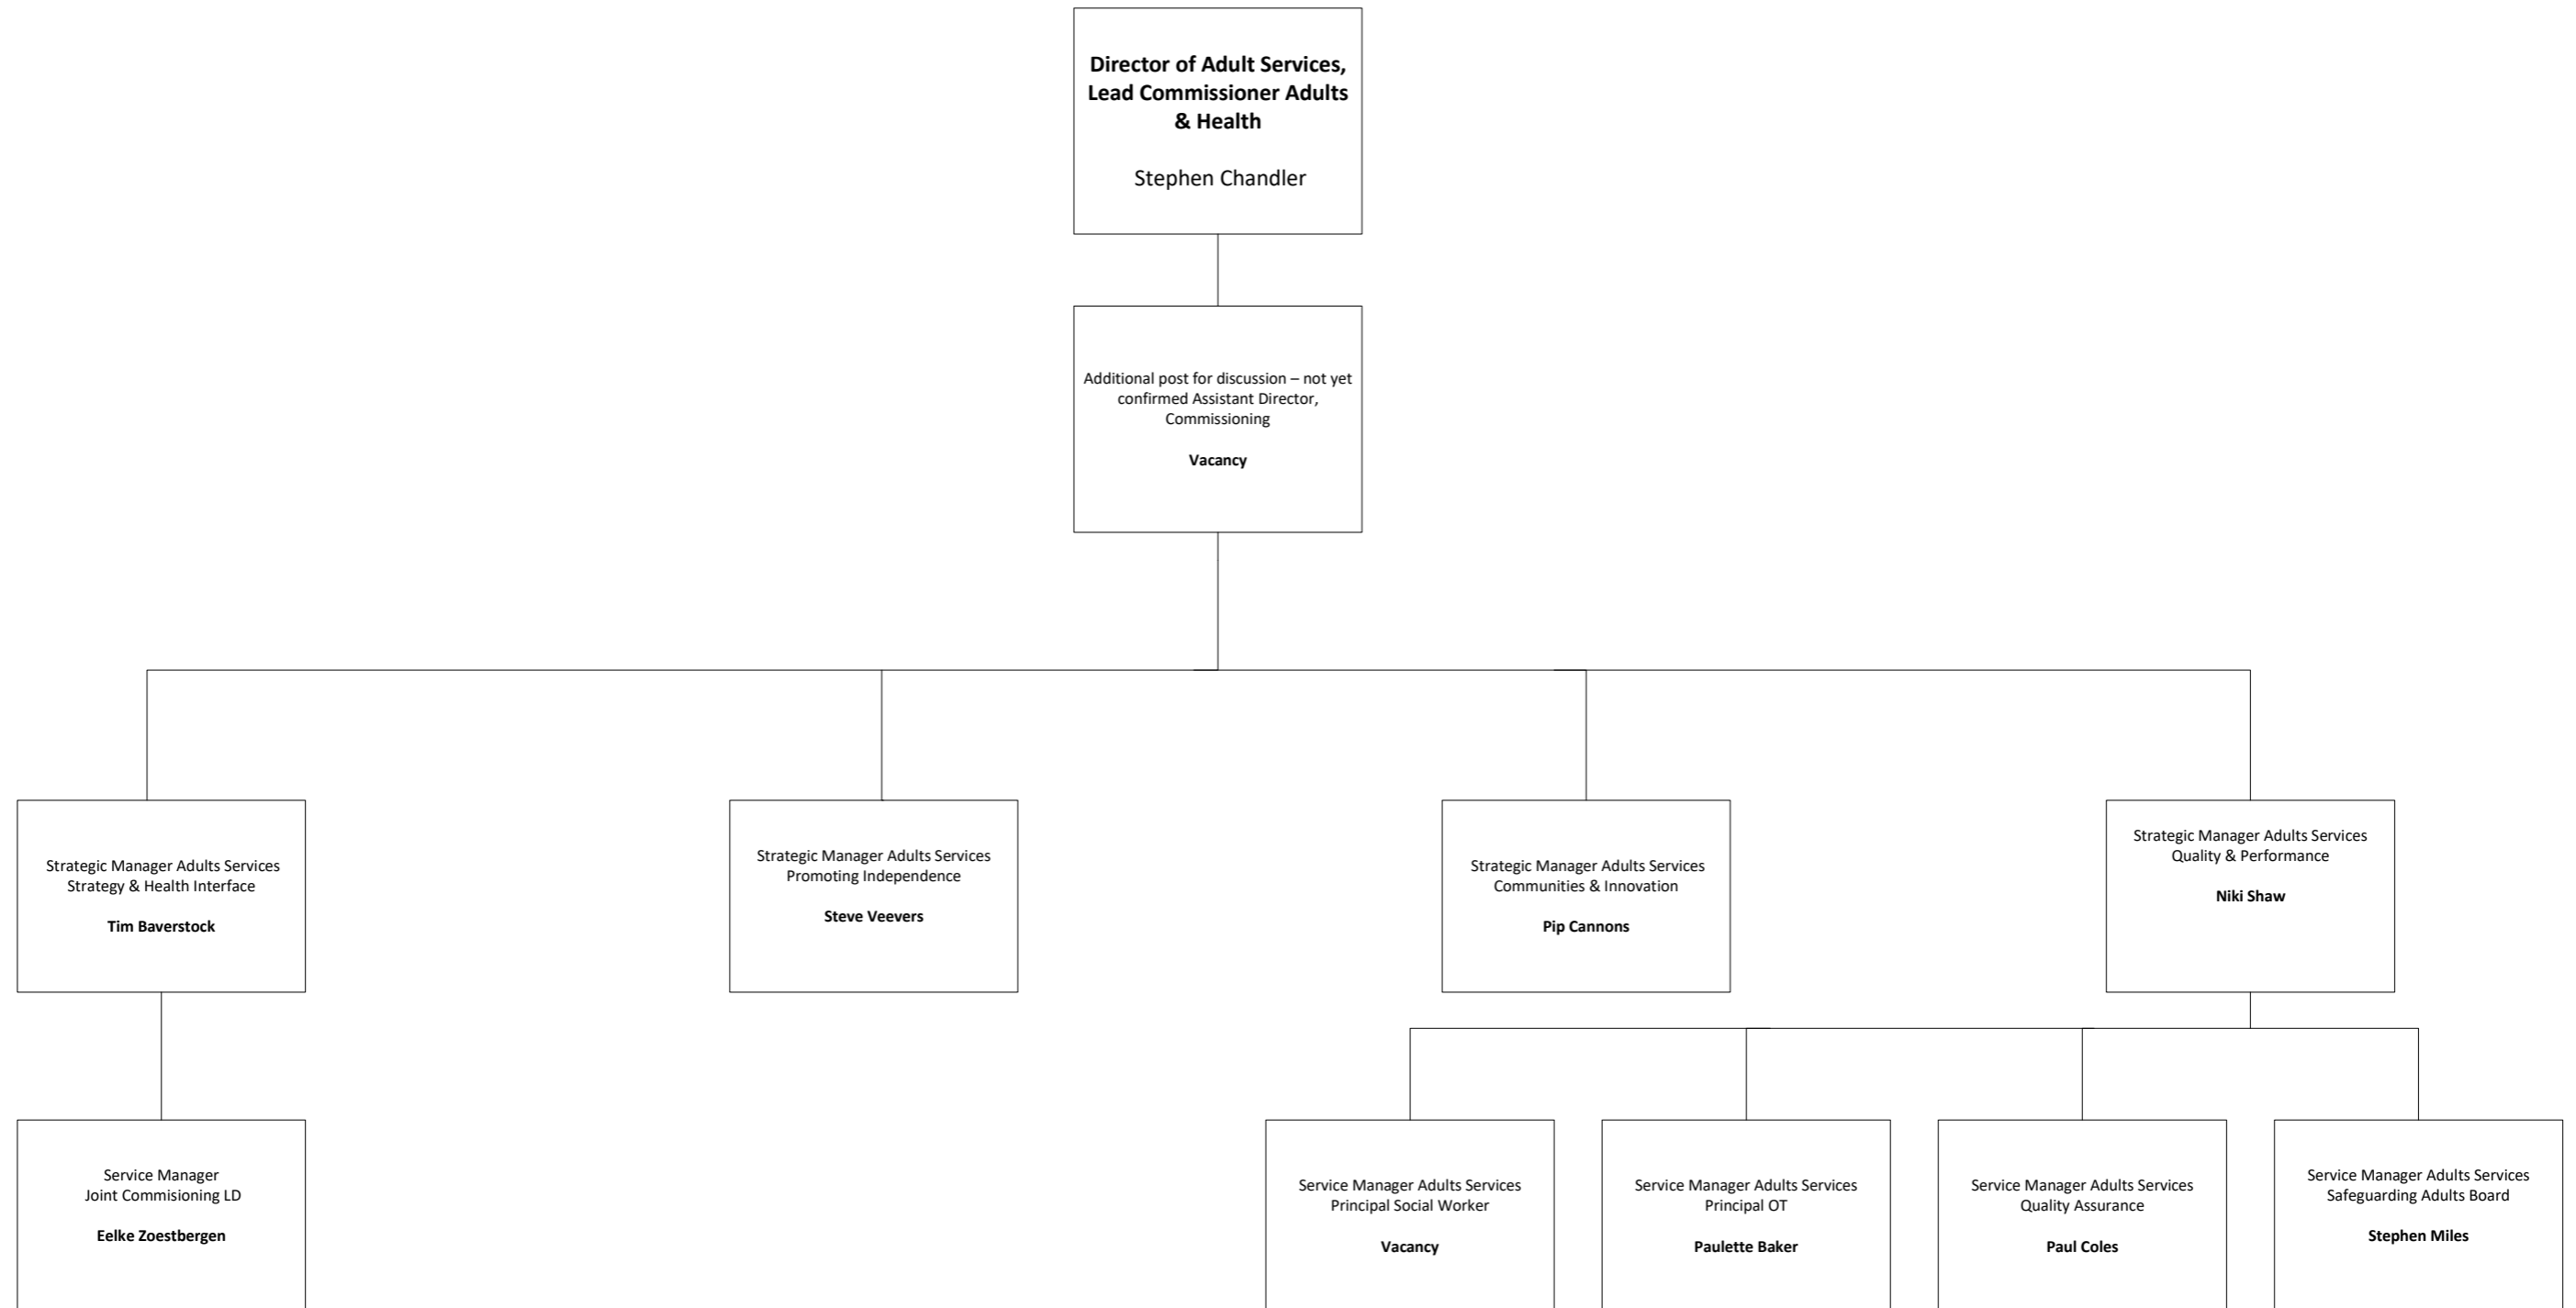 Director of Adult Services,
Lead Commissioner Adults
& Health
Stephen Chandler
Additional post for discussion – not yet
confirmed Assistant Director,
Commissioning
Vacancy
Strategic Manager Adults Services
Strategy & Health Interface
Tim Baverstock
Strategic Manager Adults Services
Promoting Independence
Steve Veevers
Strategic Manager Adults Services
Communities & Innovation
Pip Cannons
Strategic Manager Adults Services
Quality & Performance
Niki Shaw
Service Manager
Joint Commisioning LD
Eelke Zoestbergen
Service Manager Adults Services
Principal Social Worker
Vacancy
Service Manager Adults Services
Principal OT
Paulette Baker
Service Manager Adults Services
Quality Assurance
Paul Coles
Service Manager Adults Services
Safeguarding Adults Board
Stephen Miles